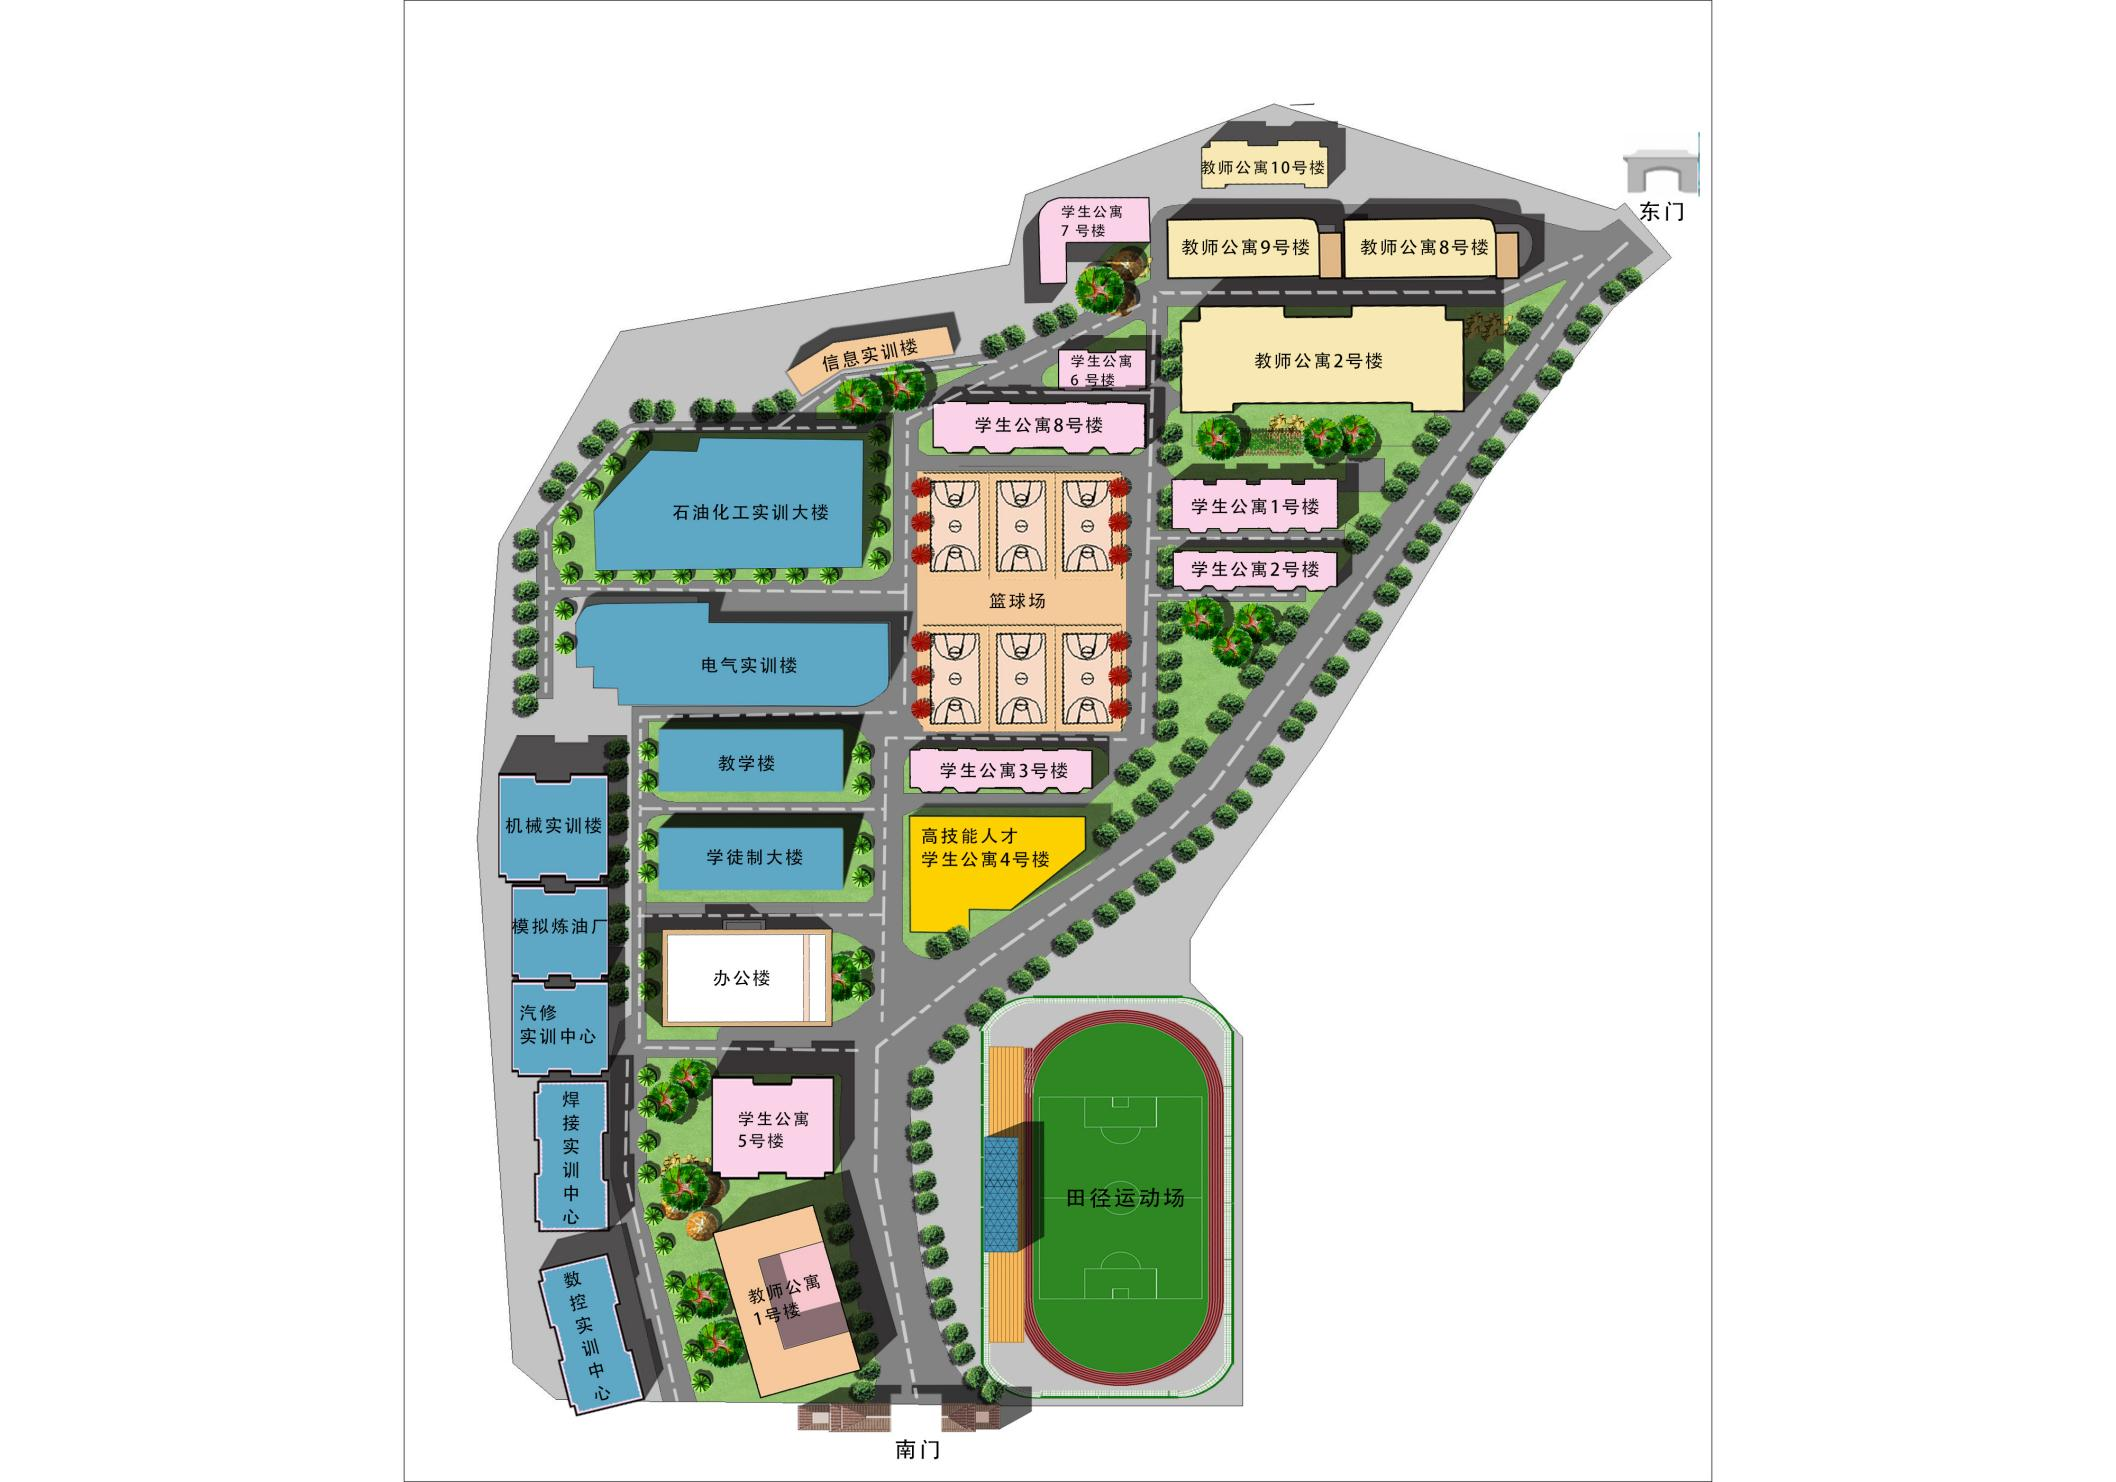 教师公寓10号楼
东门
学生公寓
7 号楼
教师公寓9号楼
教师公寓8号楼
信息实训楼
学生公寓
6 号楼
教师公寓2号楼
学生公寓8号楼
石油化工实训大楼
学生公寓1号楼
学生公寓2号楼
篮球场
电气实训楼
教学楼
学生公寓3号楼
机械实训楼
学徒制大楼
高技能人才
学生公寓4号楼
模拟炼油厂
办公楼
汽修
实训中心
焊接实训中心
学生公寓
5号楼
田径运动场
教师公寓
1号楼
数控实训中心
南门